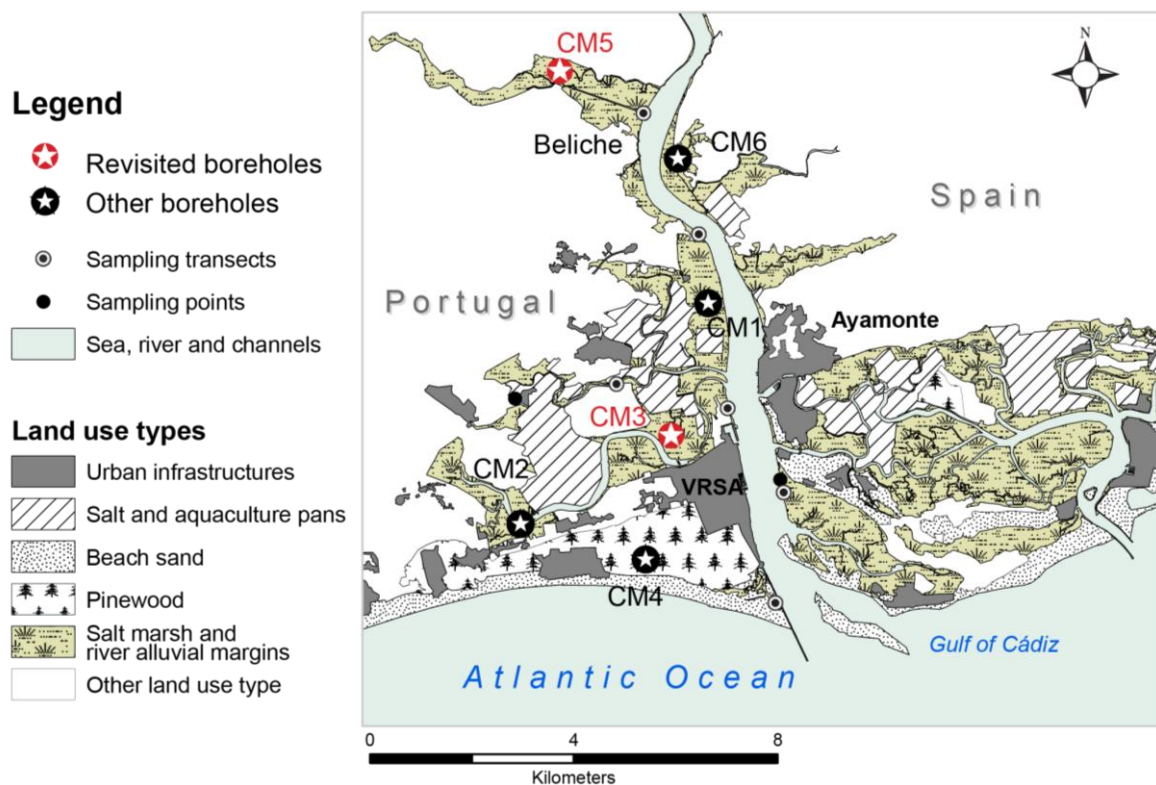 Legend
Revisited boreholes
Other boreholes
Sampling transects
Sampling points
Sea, river and channels
Land use types
Urban infrastructures
Salt and aquaculture pans
Beach sand
Pinewood
Salt marsh and
river alluvial margins
Other land use type
N
CM5
Beliche
CM6
Spain
Portugal
CM1
Ayamonte
CM3
CM2
VRSA
CM4
Gulf of Cádiz
Atlantic Ocean
0 4 8
Kilometers